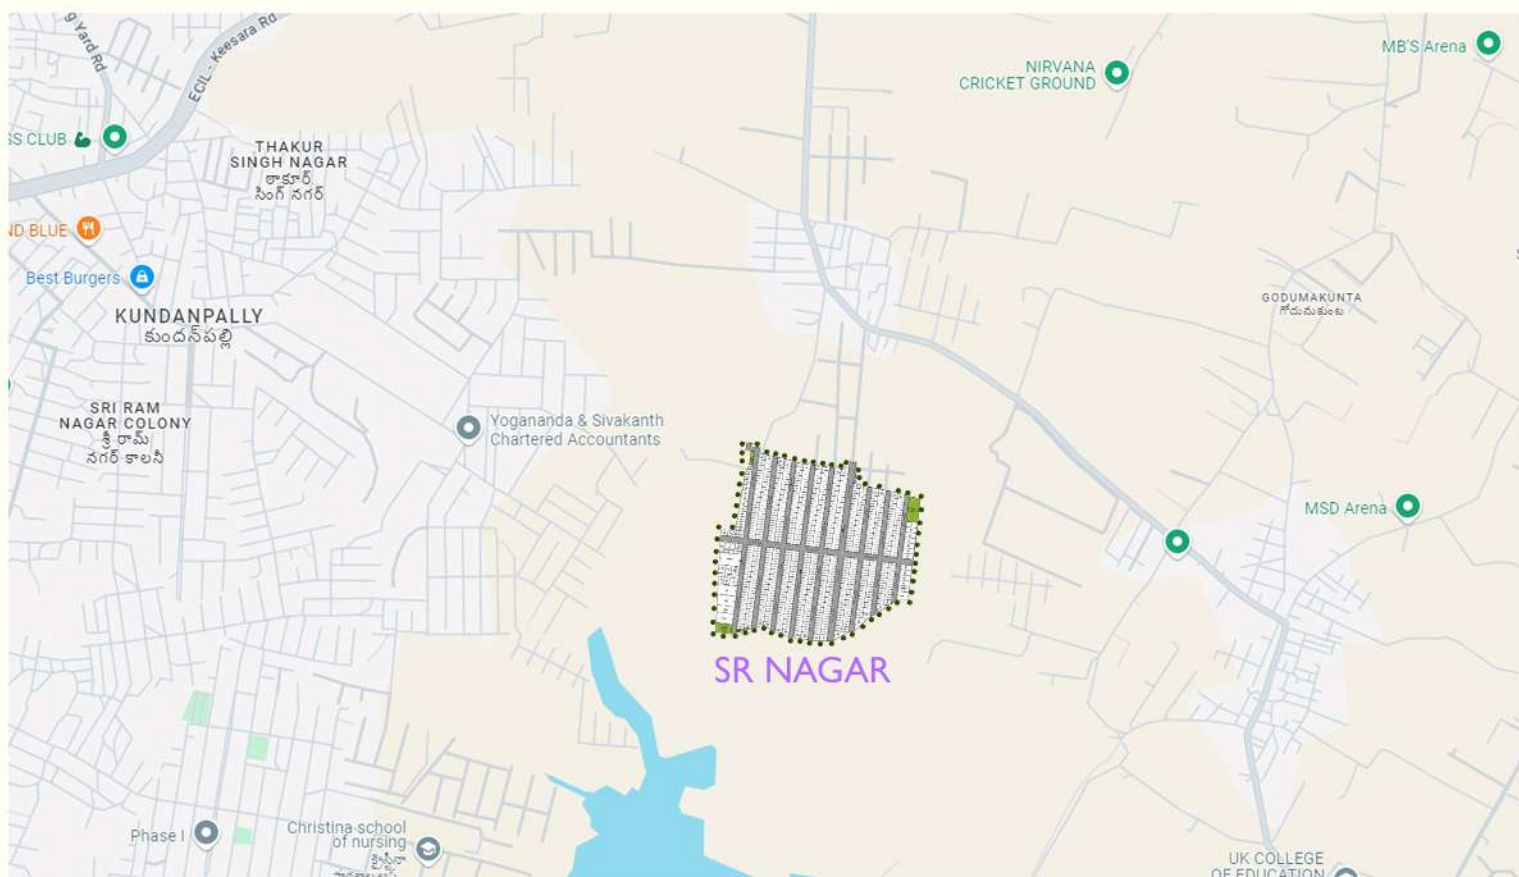 g Yard Rd
ECIL - Keesara Rd
SS CLUB
THAKUR
SINGH NAGAR
ఠాకూర్
సింగ్ నగర్
ND BLUE
Best Burgers
KUNDANPALLY
కుందన్‌పల్లి
SRI RAM
NAGAR COLONY
శ్రీ రామ్
నగర్ కాలనీ
Yogananda & Sivakanth
Chartered Accountants
NIRVANA
CRICKET GROUND
MB'S Arena
GODUMAKUNTA
గోదుమకుంట
MSD Arena
SR NAGAR
Phase I
Christina school
of nursing
క్రిస్టినా
UK COLLEGE
OF EDUCATION